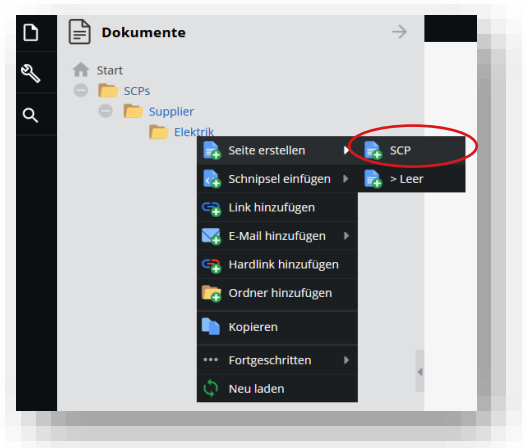 Dokumente
Start
SCPs
Supplier
Elektrik
Seite erstellen
SCP
Schnipsel einfügen
> Leer
Link hinzufügen
E-Mail hinzufügen
Hardlink hinzufügen
Ordner hinzufügen
Kopieren
Fortgeschritten
Neu laden